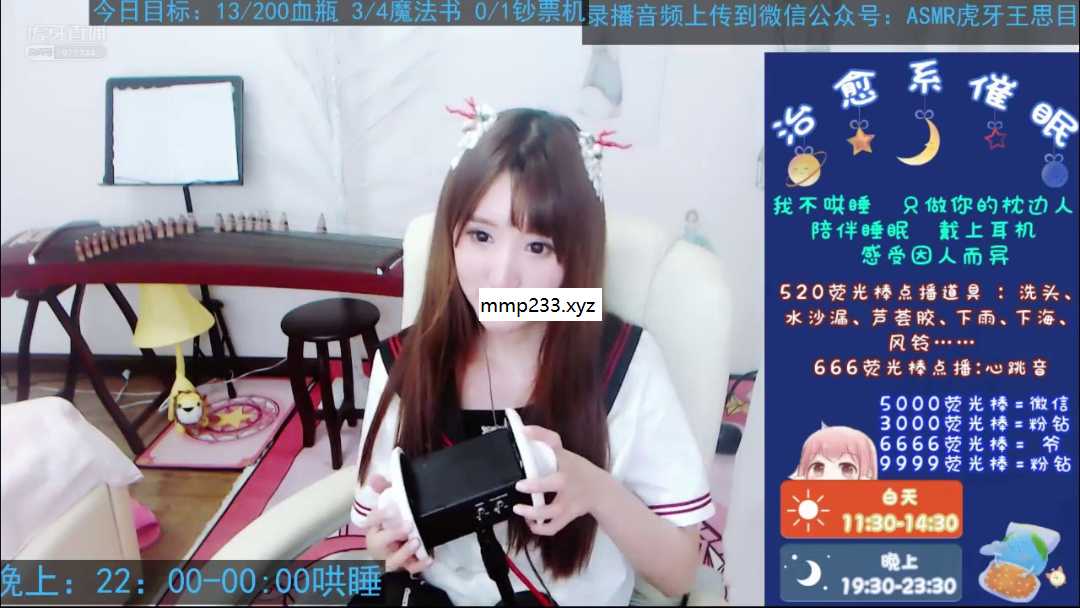 今日目标：13/200血瓶 3/4魔法书 0/1钞票机
录播音频上传到微信公众号：ASMR虎牙王思目
虎牙直播
治愈系催眠
我不哄睡 只做你的枕边人
陪伴睡眠 戴上耳机
感受因人而异
520荧光棒点播道具：洗头、
水沙漏、芦荟胶、下雨、下海、
风铃……
666荧光棒点播:心跳音
mmp233.xyz
5000荧光棒=微信
3000荧光棒=粉钻
6666荧光棒= 爷
9999荧光棒=粉钻
白天
11:30-14:30
晚上
19:30-23:30
晚上：22：00-00:00哄睡